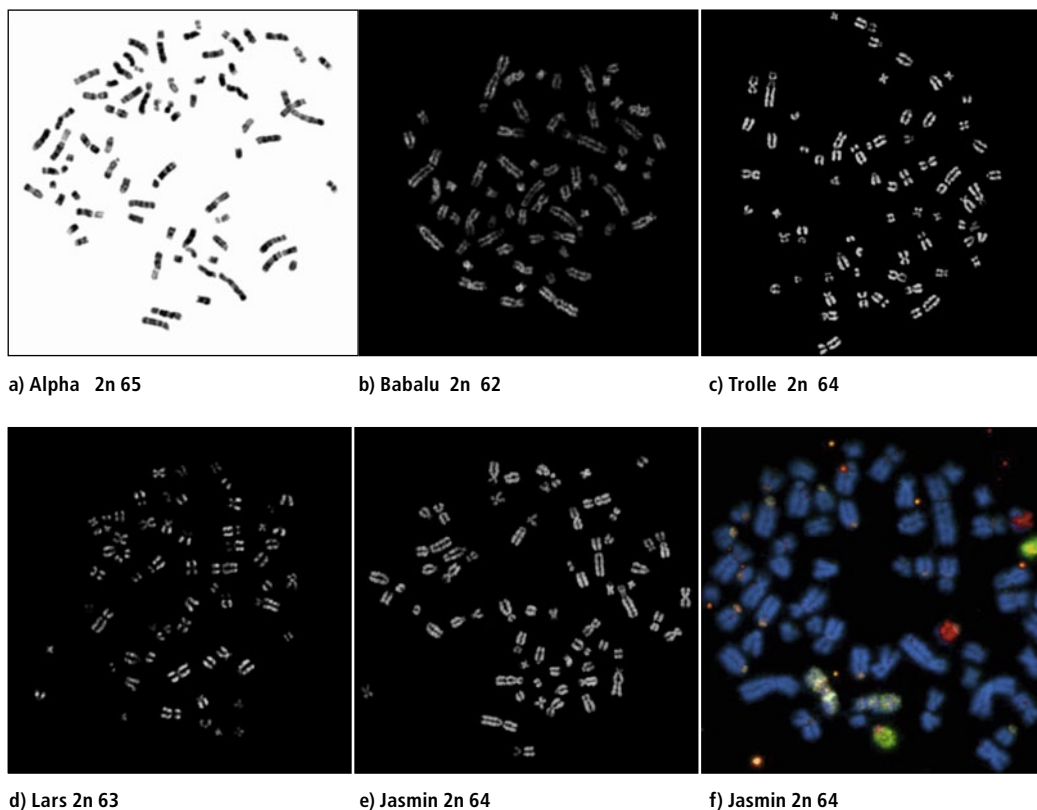 a) Alpha 2n 65
b) Babalu 2n 62
c) Trolle 2n 64
d) Lars 2n 63
e) Jasmin 2n 64
f) Jasmin 2n 64